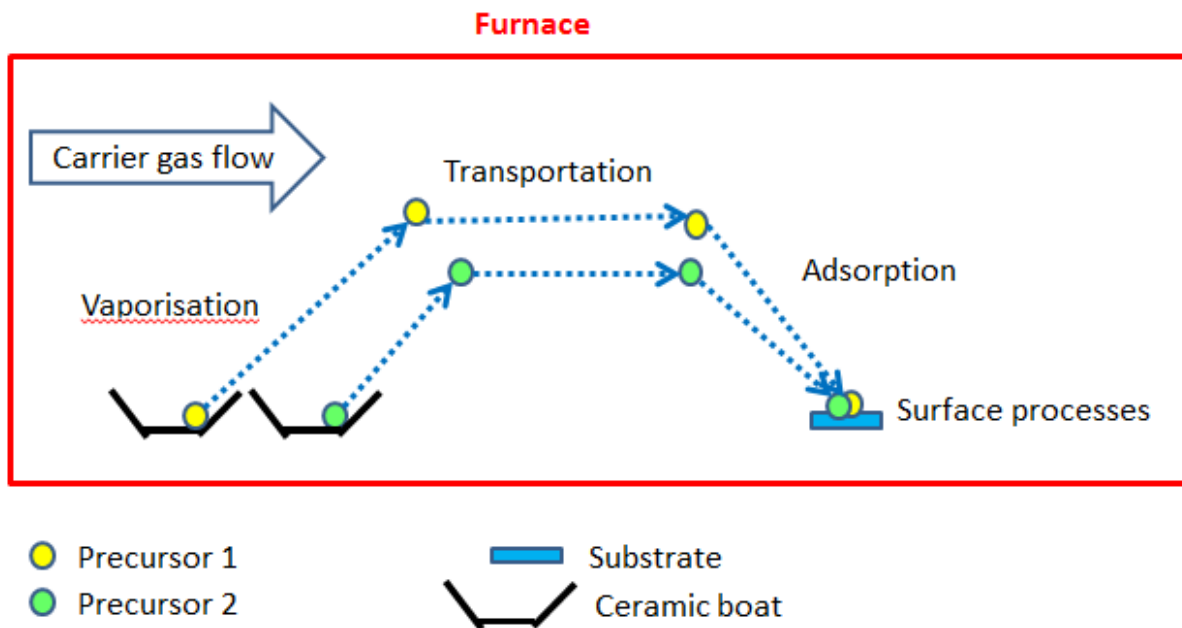 Furnace
Carrier gas flow
Transportation
Vaporisation
Adsorption
Surface processes
Precursor 1
Substrate
Precursor 2
Ceramic boat